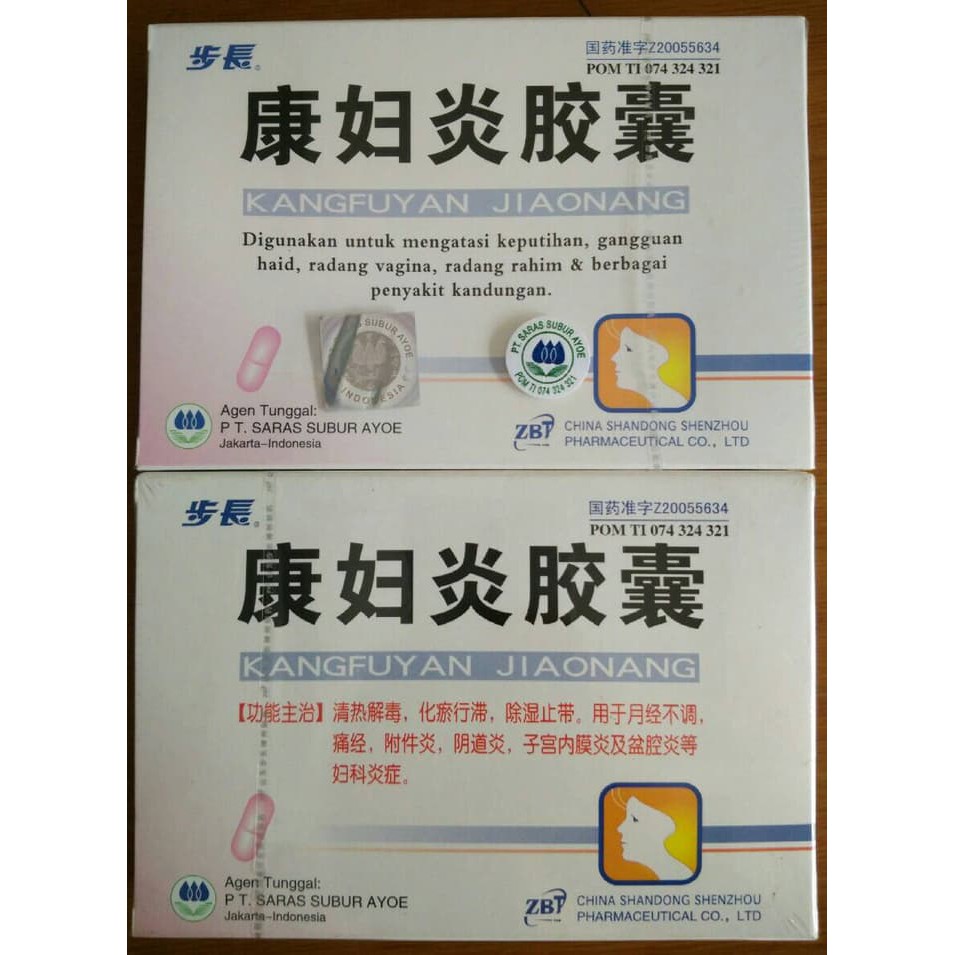 步長
国药准字Z20055634
POM TI 074 324 321
康妇炎胶囊
KANGFUYAN JIAONANG
Digunakan untuk mengatasi keputihan, gangguan
haid, radang vagina, radang rahim & berbagai
penyakit kandungan.
SUBUR AYOE
INDONESIA
PT. SARAS SUBUR AYOE
POM TI 074 324 321
Agen Tunggal:
PT. SARAS SUBUR AYOE
Jakarta-Indonesia
ZBT
CHINA SHANDONG SHENZHOU
PHARMACEUTICAL CO., LTD
步長
国药准字Z20055634
POM TI 074 324 321
康妇炎胶囊
KANGFUYAN JIAONANG
【功能主治】清热解毒，化瘀行滞，除湿止带。用于月经不调，
痛经，附件炎，阴道炎，子宫内膜炎及盆腔炎等
妇科炎症。
Agen Tunggal:
PT. SARAS SUBUR AYOE
Jakarta-Indonesia
ZBT
CHINA SHANDONG SHENZHOU
PHARMACEUTICAL CO., LTD